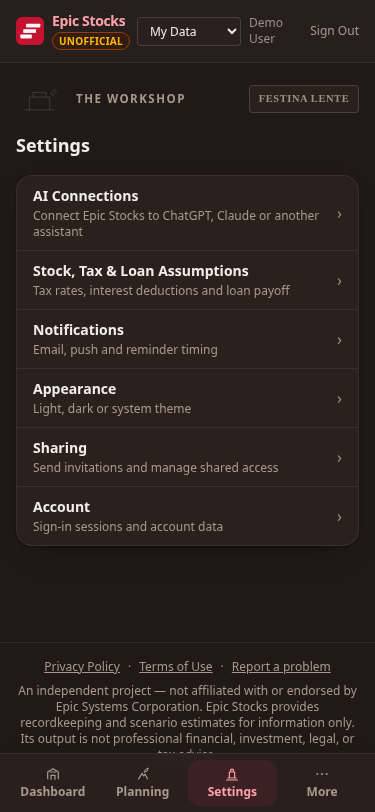 Epic Stocks
UNOFFICIAL
My Data
Demo
User
Sign Out
THE WORKSHOP
FESTINA LENTE
Settings
AI Connections
Connect Epic Stocks to ChatGPT, Claude or another
assistant
›
Stock, Tax & Loan Assumptions
Tax rates, interest deductions and loan payoff
›
Notifications
Email, push and reminder timing
›
Appearance
Light, dark or system theme
›
Sharing
Send invitations and manage shared access
›
Account
Sign-in sessions and account data
›
Privacy Policy · Terms of Use · Report a problem
An independent project — not affiliated with or endorsed by
Epic Systems Corporation. Epic Stocks provides
recordkeeping and scenario estimates for information only.
Its output is not professional financial, investment, legal, or
tax advice.
Dashboard
Planning
Settings
More